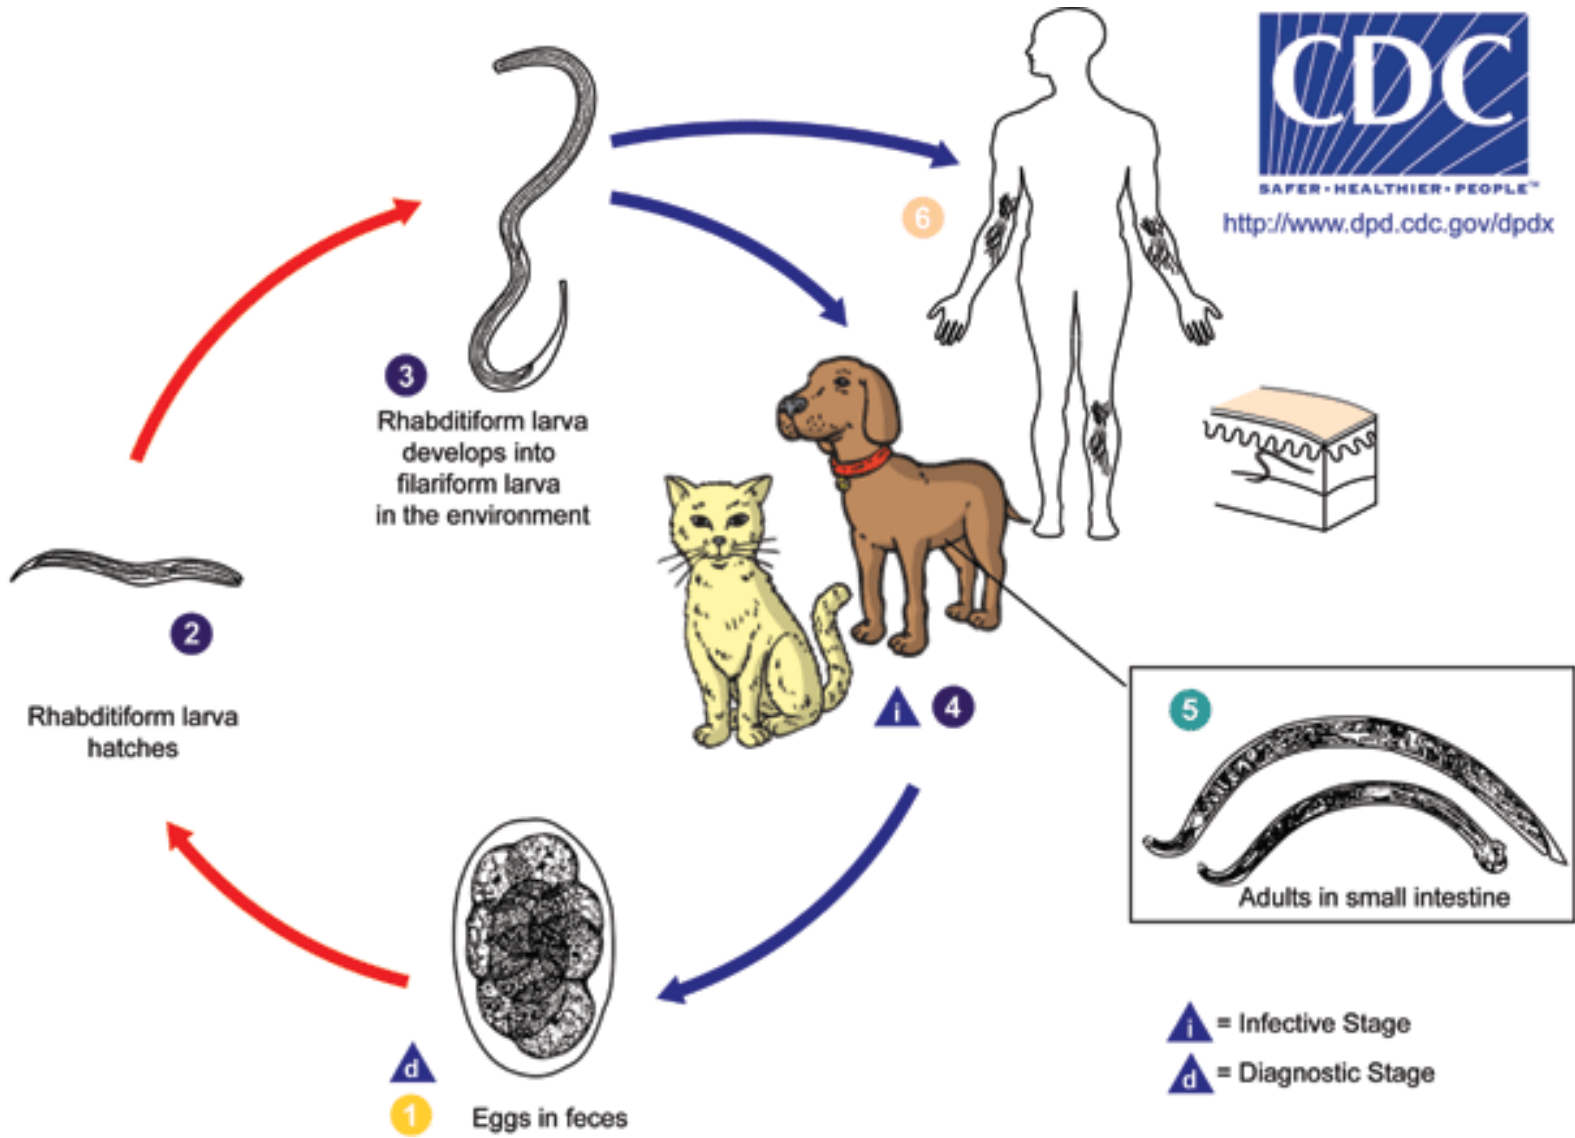 CDC
SAFER•HEALTHIER•PEOPLE™
http://www.dpd.cdc.gov/dpdx
6
3
Rhabditiform larva
develops into
filariform larva
in the environment
2
Rhabditiform larva
hatches
i 4
5
Adults in small intestine
i = Infective Stage
d = Diagnostic Stage
d
1 Eggs in feces